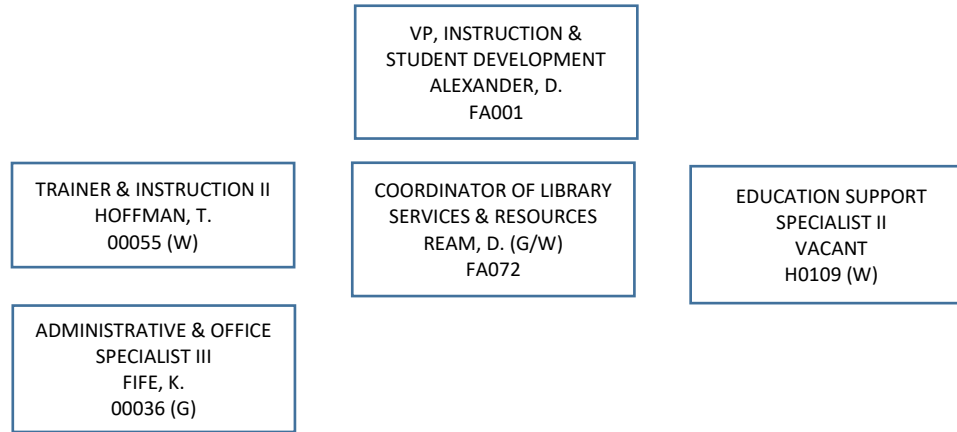 VP, INSTRUCTION &
STUDENT DEVELOPMENT
ALEXANDER, D.
FA001
TRAINER & INSTRUCTION II
HOFFMAN, T.
00055 (W)
COORDINATOR OF LIBRARY
SERVICES & RESOURCES
REAM, D. (G/W)
FA072
EDUCATION SUPPORT
SPECIALIST II
VACANT
H0109 (W)
ADMINISTRATIVE & OFFICE
SPECIALIST III
FIFE, K.
00036 (G)